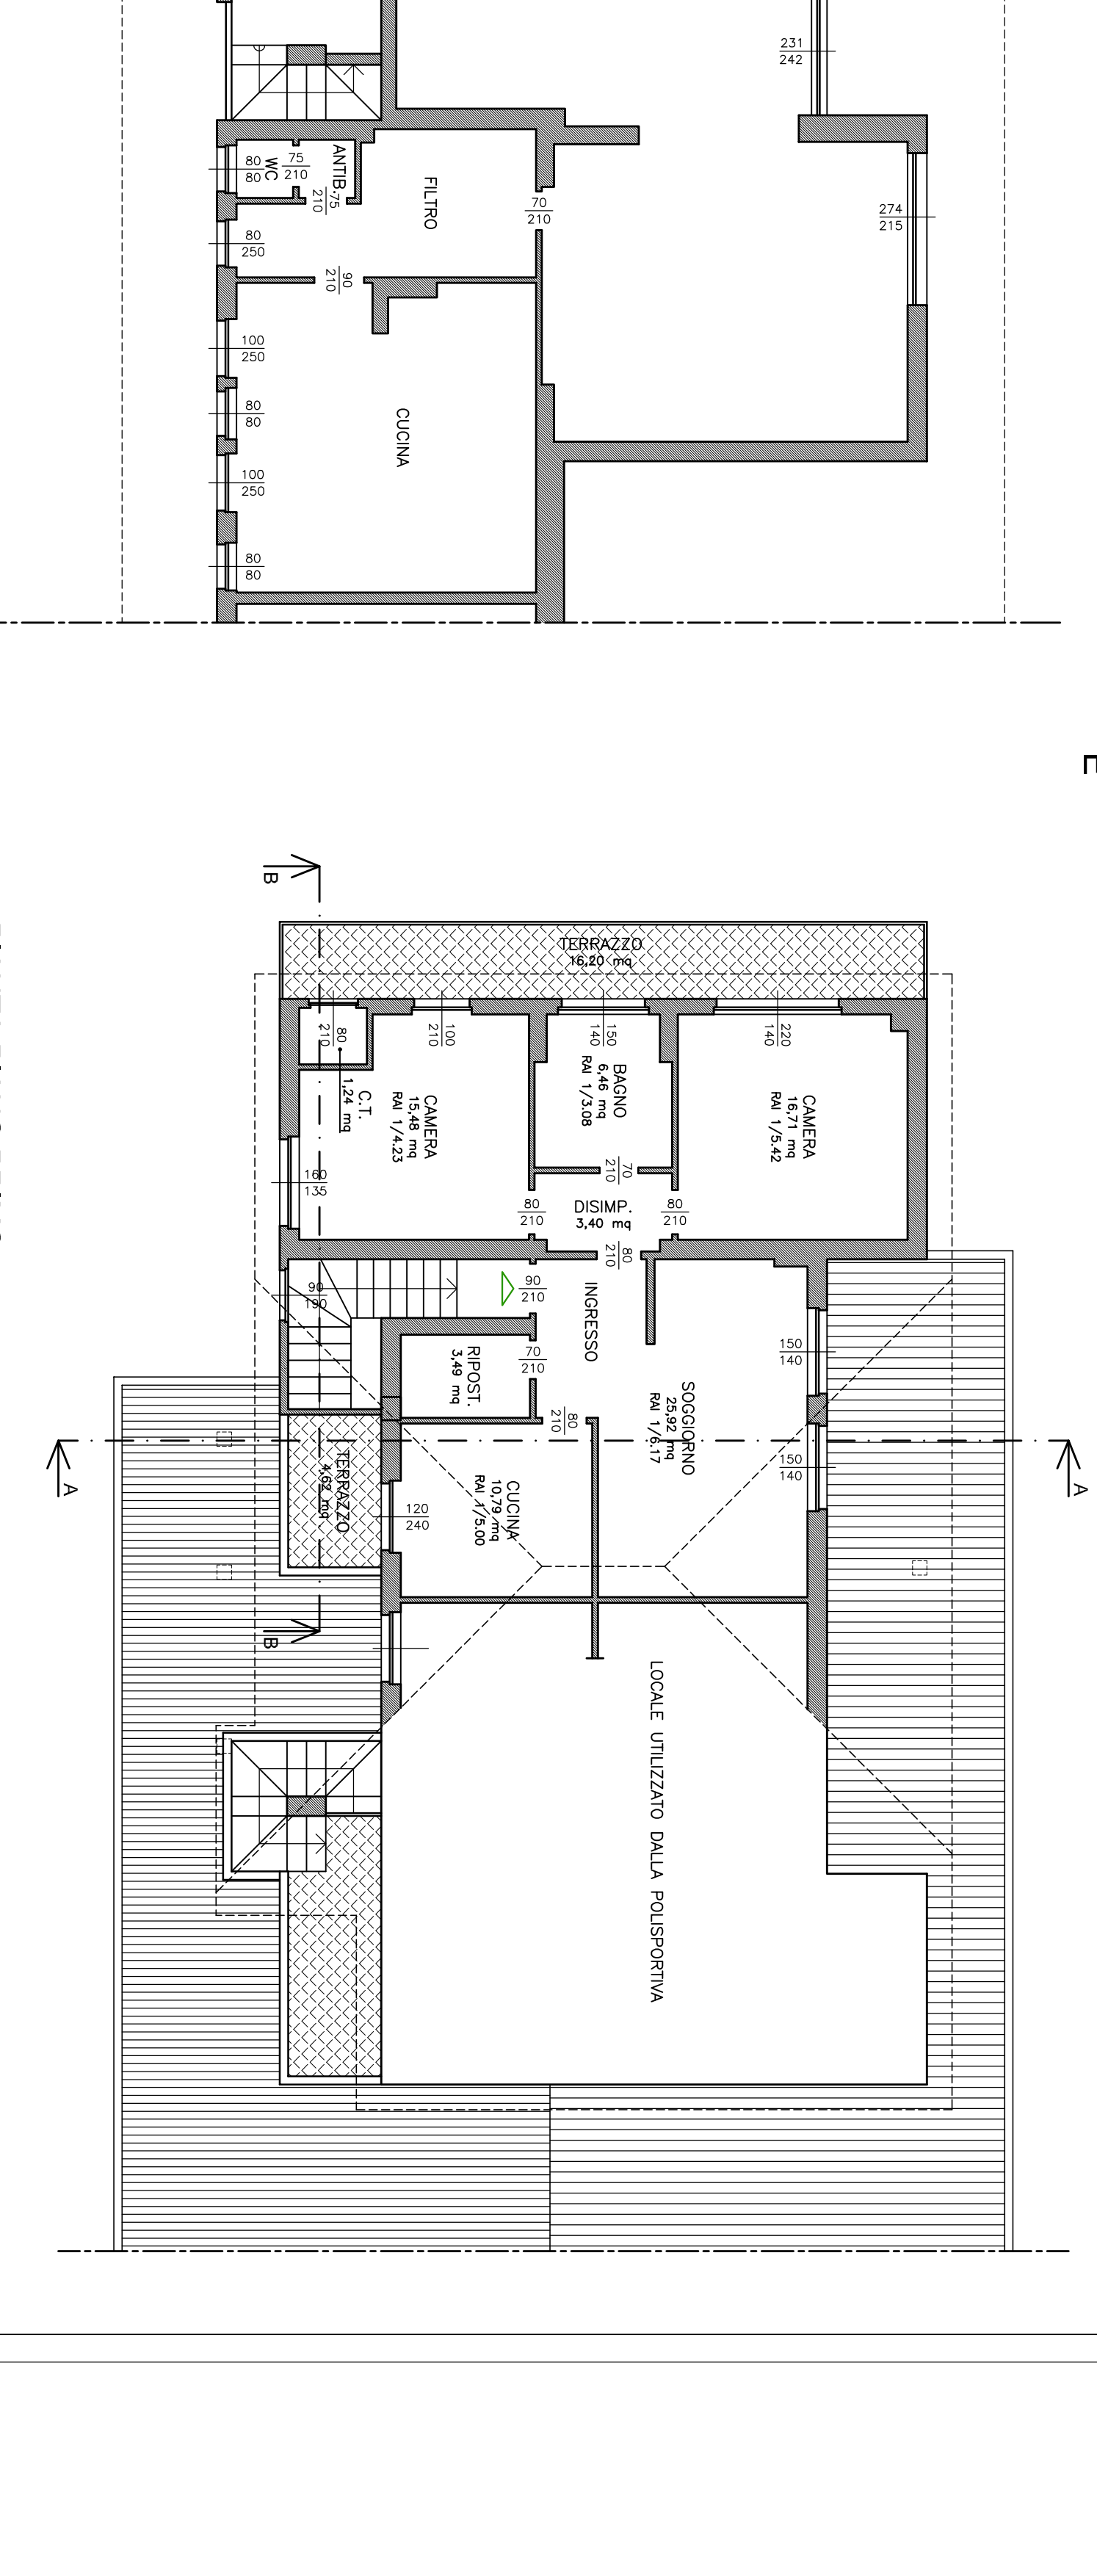 231
242
274
215
80
80
WC
75
210
ANTIB.
75
210
FILTRO
70
210
80
250
90
210
100
250
80
80
CUCINA
100
250
80
80
B
TERRAZZO
16,20 mq
80
210
100
210
150
140
220
140
C.T.
1,24 mq
CAMERA
15,48 mq
RAI 1/4.23
BAGNO
6,46 mq
RAI 1/3.08
CAMERA
16,71 mq
RAI 1/5.42
160
135
70
210
80
210
DISIMP.
3,40 mq
80
210
80
210
90
190
90
210
INGRESSO
RIPOST.
3,49 mq
70
210
150
140
SOGGIORNO
25,92 mq
RAI 1/6.17
80
210
150
140
A
A
TERRAZZO
4,62 mq
120
240
CUCINA
10,79 mq
RAI 1/5.00
B
LOCALE UTILIZZATO DALLA POLISPORTIVA